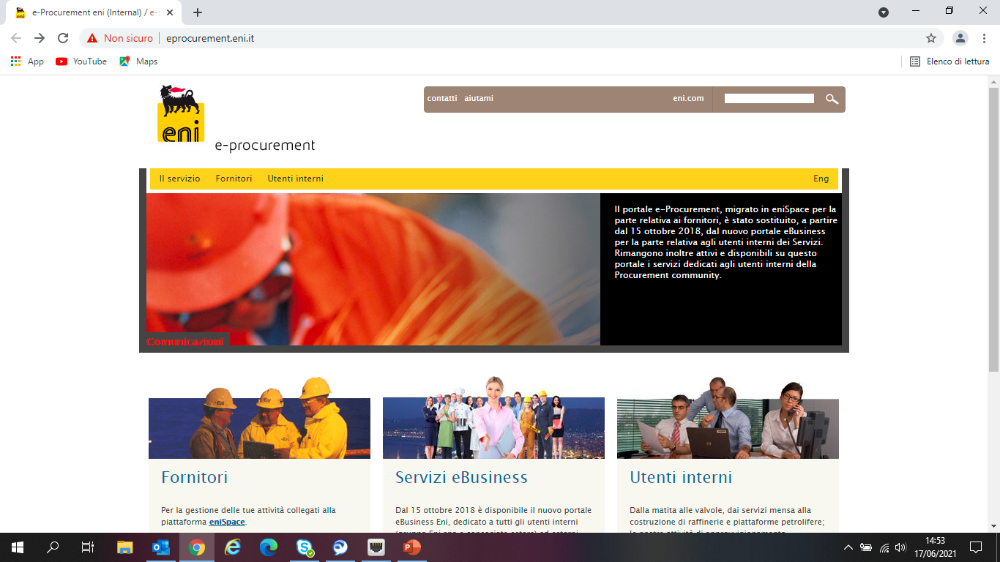 e-Procurement eni (Internal) / e-s
Non sicuro
eprocurement.eni.it
App
YouTube
Maps
Elenco di lettura
eni
e-procurement
contatti
aiutami
eni.com
Il servizio
Fornitori
Utenti interni
Eng
Il portale e-Procurement, migrato in eniSpace per la
parte relativa ai fornitori, è stato sostituito, a partire
dal 15 ottobre 2018, dal nuovo portale eBusiness
per la parte relativa agli utenti interni dei Servizi.
Rimangono inoltre attivi e disponibili su questo
portale i servizi dedicati agli utenti interni della
Procurement community.
Comunicazioni
Fornitori
Per la gestione delle tue attività collegati alla
piattaforma eniSpace.
Servizi eBusiness
Dal 15 ottobre 2018 è disponibile il nuovo portale
eBusiness Eni, dedicato a tutti gli utenti interni
Utenti interni
Dalla matita alle valvole, dai servizi mensa alla
costruzione di raffinerie e piattaforme petrolifere;
14:53
17/06/2021